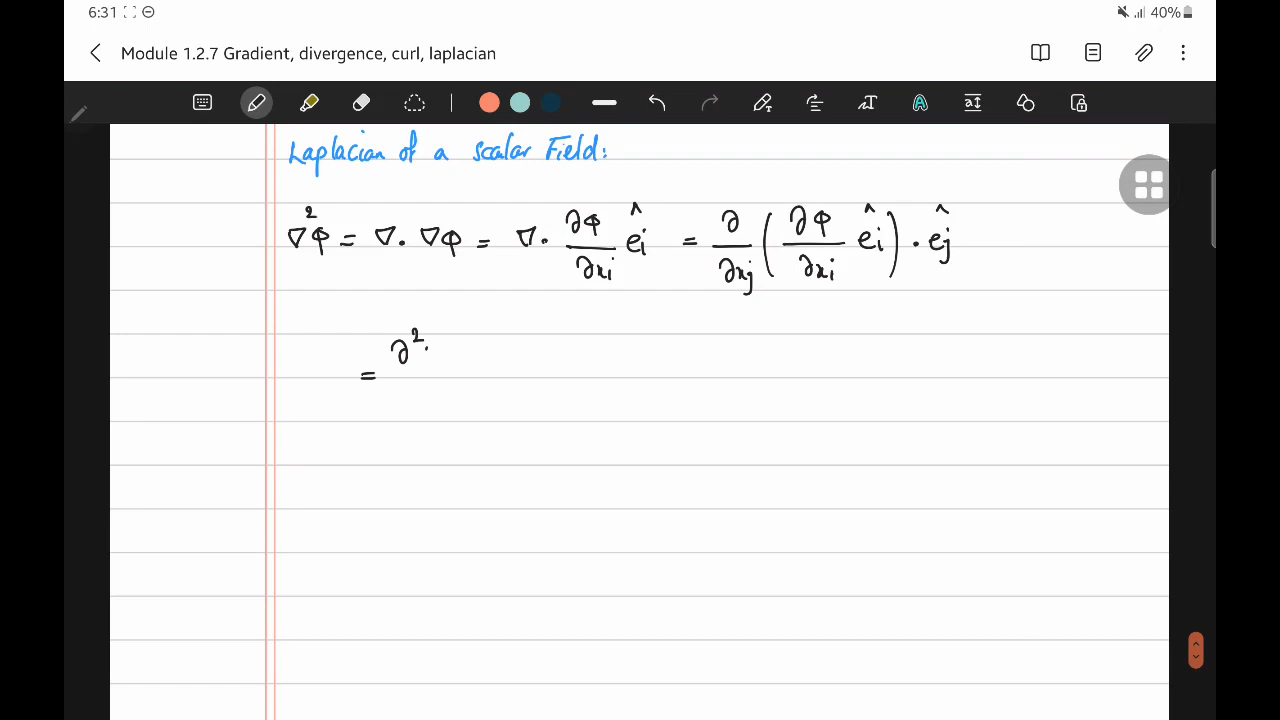 6:31 40%
Module 1.2.7 Gradient, divergence, curl, laplacian
Laplacian of a Scalar Field:
∇²φ = ∇· ∇φ = ∇· ∂φ/∂xi êi = ∂/∂xj (∂φ/∂xi êi) · êj
= ∂²